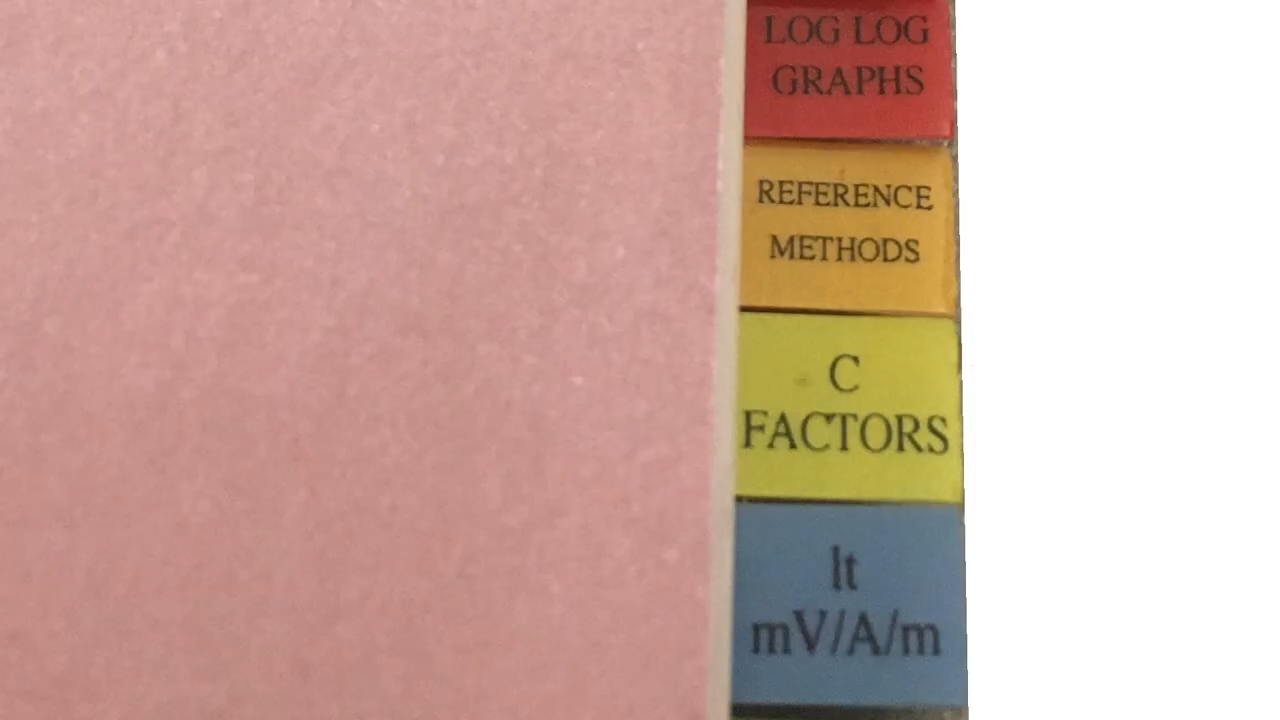 LOG LOG
GRAPHS
REFERENCE
METHODS
C
FACTORS
It
mV/A/m